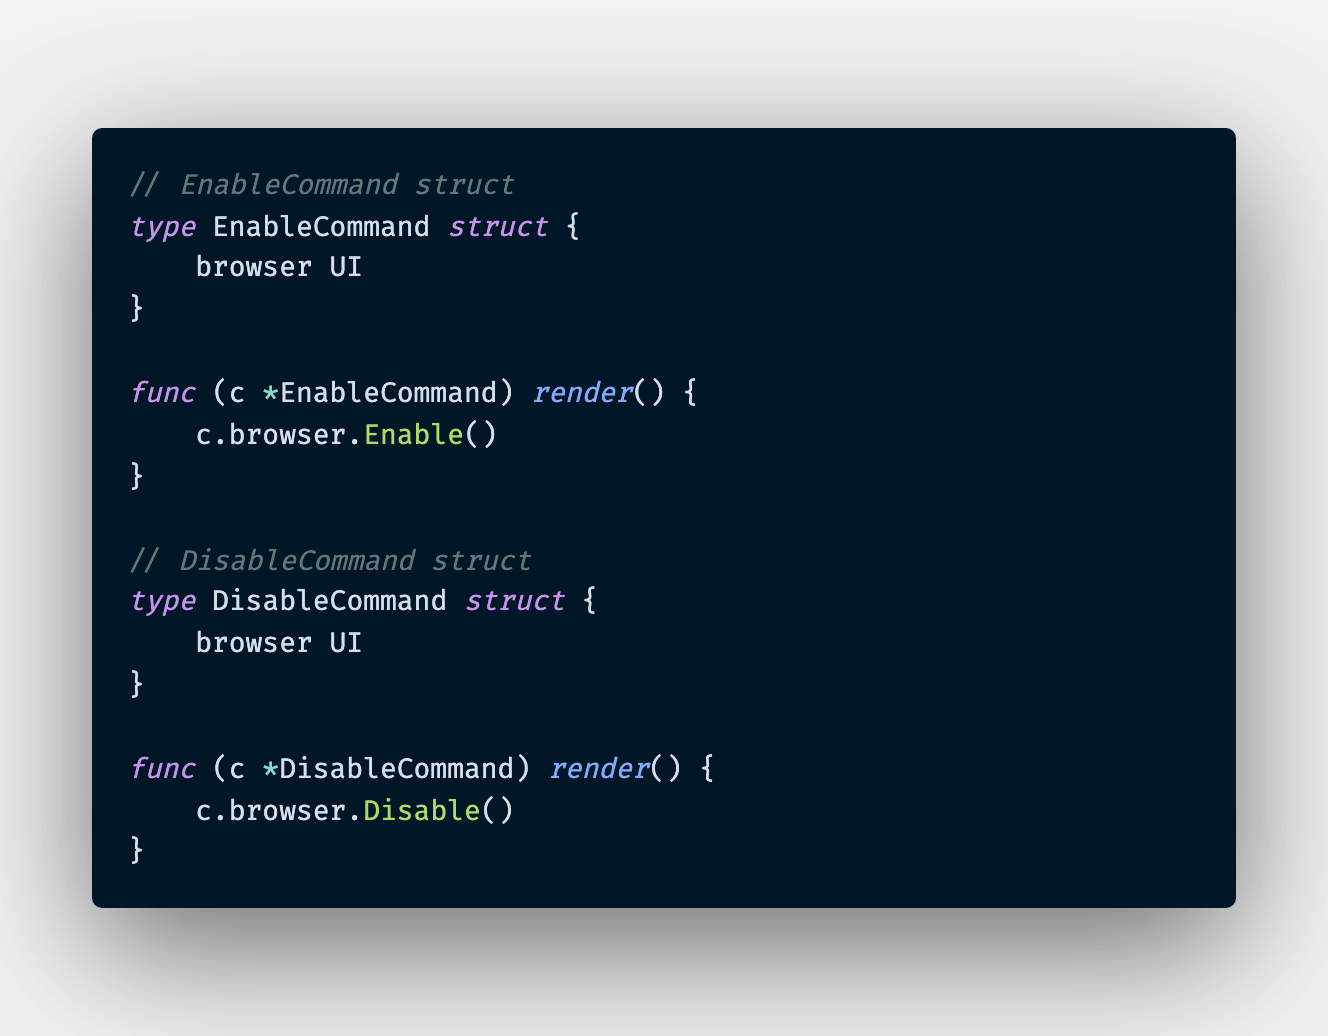 // EnableCommand struct
type EnableCommand struct {
    browser UI
}

func (c *EnableCommand) render() {
    c.browser.Enable()
}

// DisableCommand struct
type DisableCommand struct {
    browser UI
}

func (c *DisableCommand) render() {
    c.browser.Disable()
}